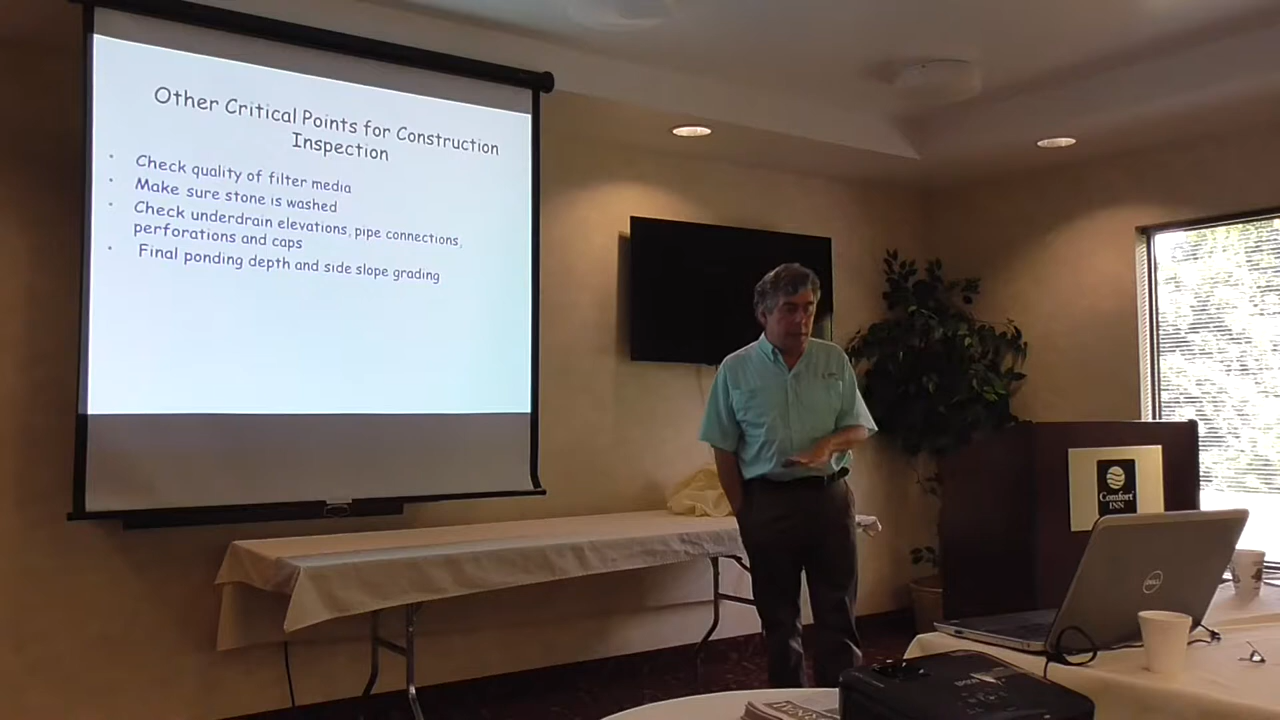 Other Critical Points for Construction
Inspection
• Check quality of filter media
• Make sure stone is washed
• Check underdrain elevations, pipe connections,
perforations and caps
• Final ponding depth and side slope grading
Comfort
INN
DELL
EPSON